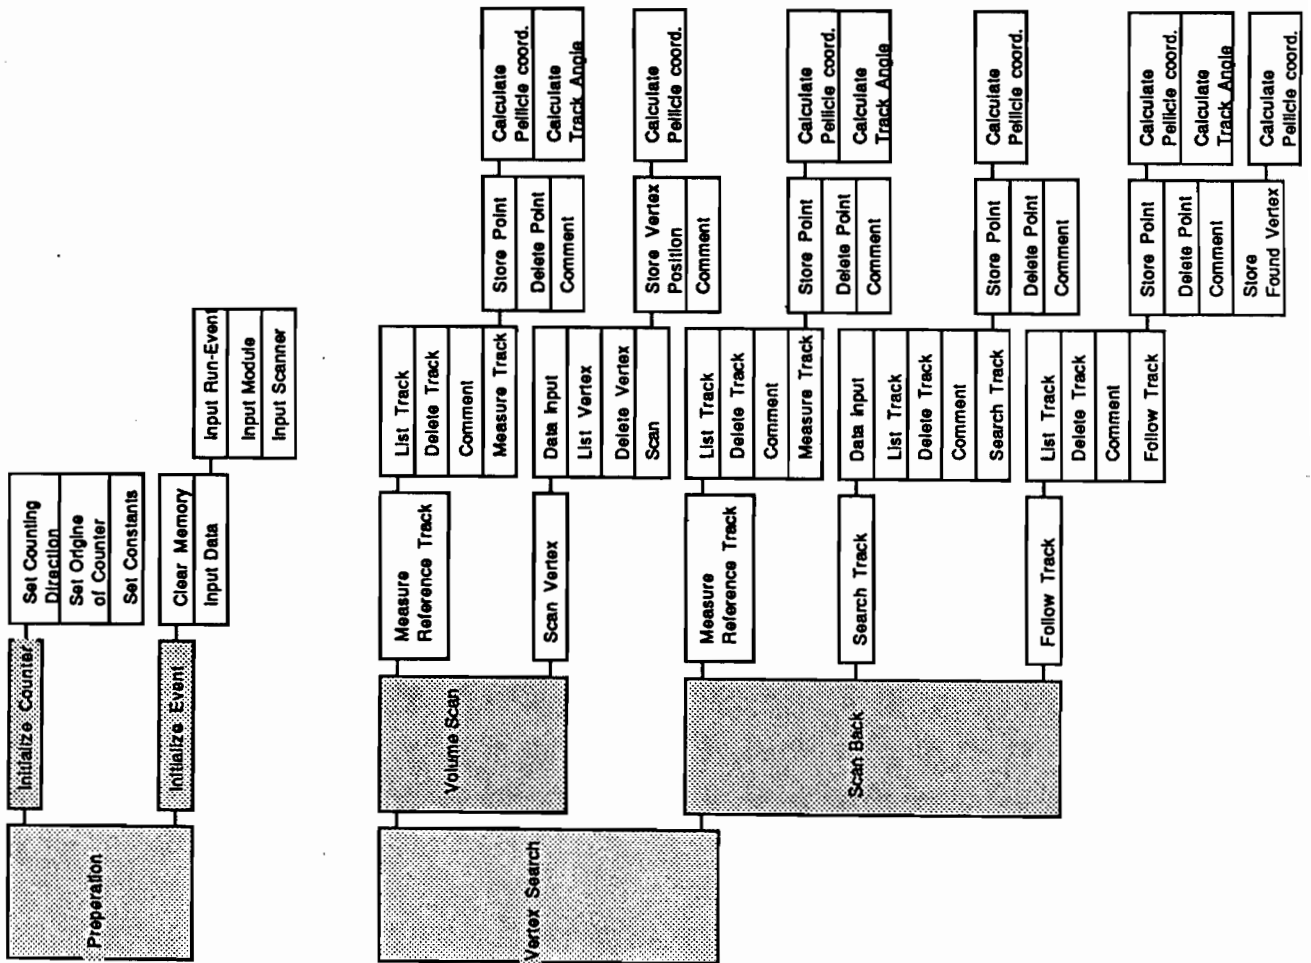 Preperation
Initialize Counter
Set Counting
Direction
Set Origine
of Counter
Set Constants
Initialize Event
Clear Memory
Input Data
Input Run-Event
Input Module
Input Scanner
Vertex Search
Volume Scan
Measure
Reference Track
List Track
Delete Track
Comment
Measure Track
Store Point
Delete Point
Comment
Calculate
Pellicle coord.
Calculate
Track Angle
Scan Vertex
Data Input
List Vertex
Delete Vertex
Scan
Store Vertex
Position
Comment
Calculate
Pellicle coord.
Scan Back
Measure
Reference Track
List Track
Delete Track
Comment
Measure Track
Store Point
Delete Point
Comment
Calculate
Pellicle coord.
Calculate
Track Angle
Search Track
Data Input
List Track
Delete Track
Comment
Search Track
Store Point
Delete Point
Comment
Calculate
Pellicle coord.
Follow Track
List Track
Delete Track
Comment
Follow Track
Store Point
Delete Point
Comment
Store
Found Vertex
Calculate
Pellicle coord.
Calculate
Track Angle
Calculate
Pellicle coord.